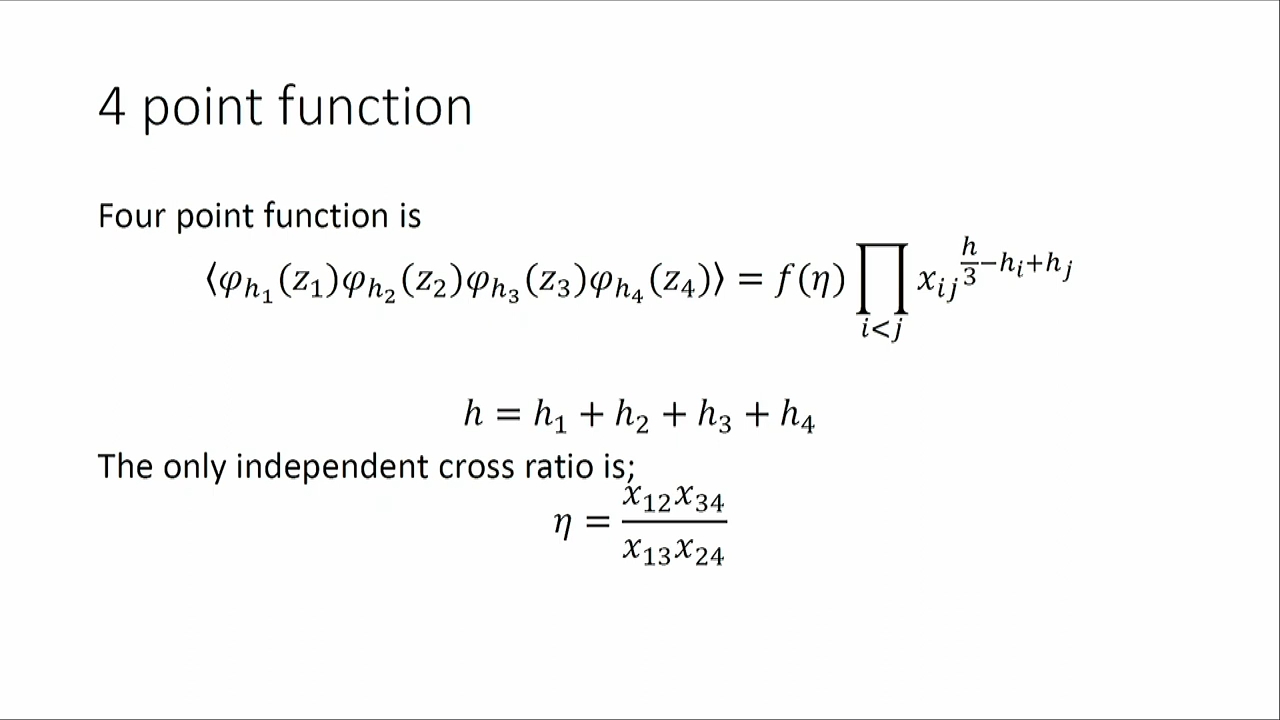 4 point function
Four point function is
⟨φ_{h_1}(z_1)φ_{h_2}(z_2)φ_{h_3}(z_3)φ_{h_4}(z_4)⟩ = f(η) ∏_{i<j} x_{ij}^{\frac{h}{3}-h_i+h_j}
h = h_1 + h_2 + h_3 + h_4
The only independent cross ratio is;
η = \frac{x_{12}x_{34}}{x_{13}x_{24}}